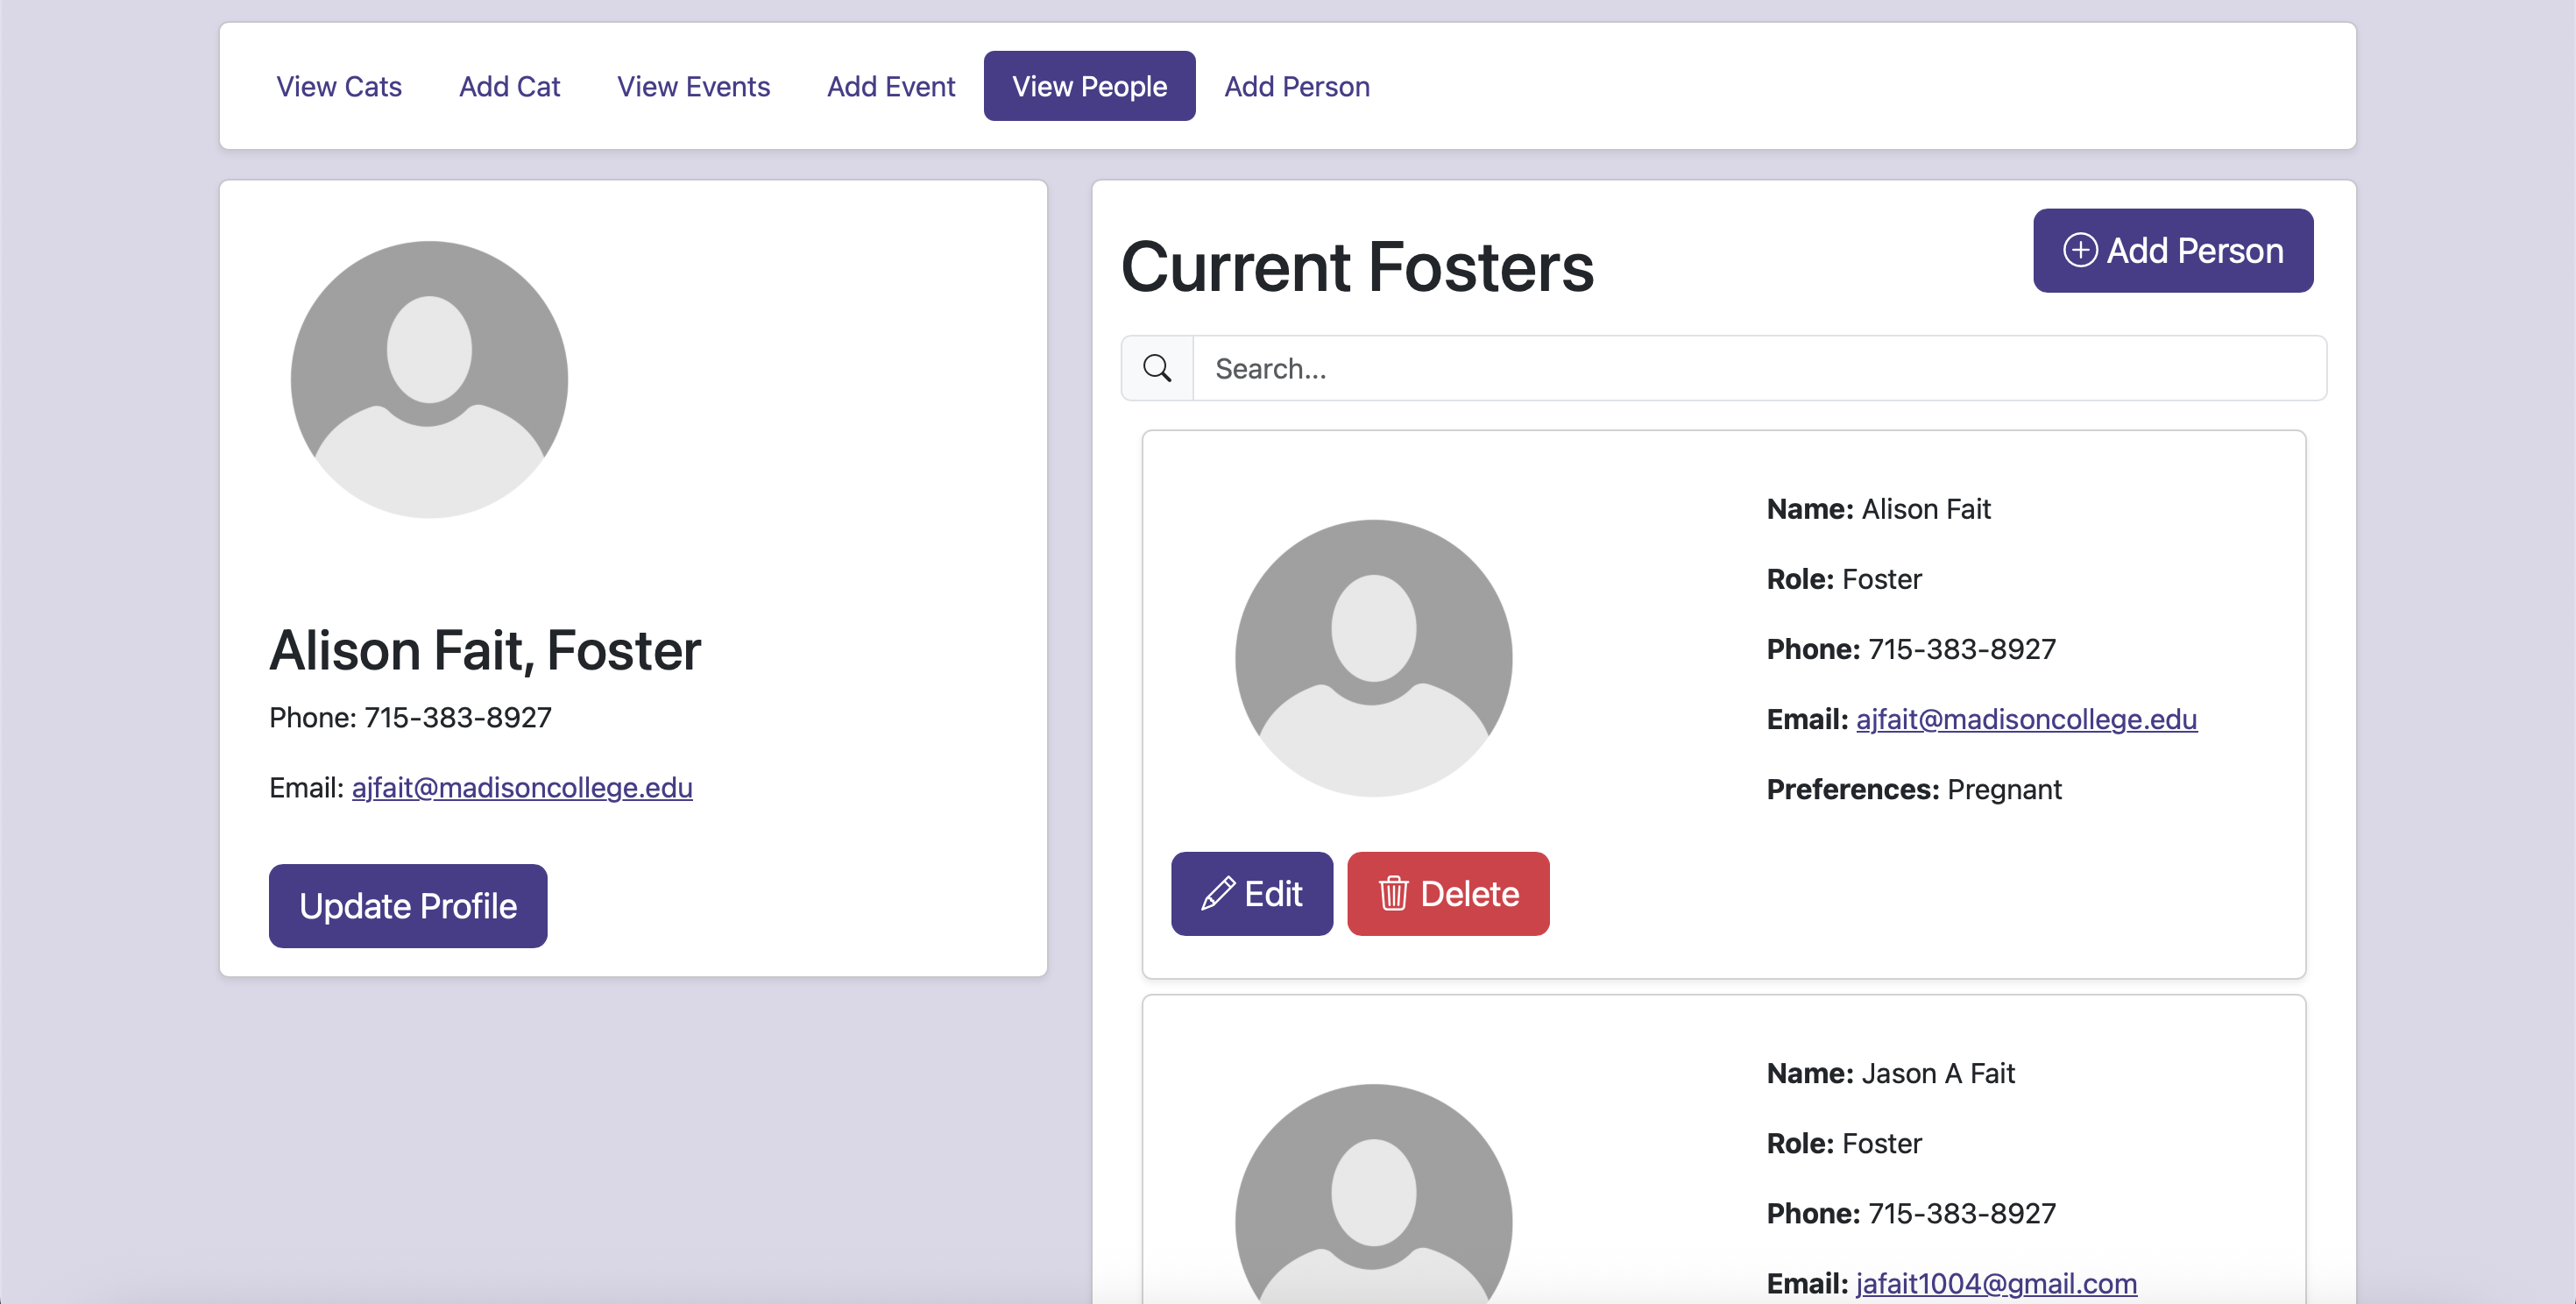 View Cats Add Cat View Events Add Event View People Add Person
Alison Fait, Foster
Phone: 715-383-8927
Email: ajfait@madisoncollege.edu
Update Profile
Current Fosters
Add Person
Search...
Name: Alison Fait
Role: Foster
Phone: 715-383-8927
Email: ajfait@madisoncollege.edu
Preferences: Pregnant
Edit Delete
Name: Jason A Fait
Role: Foster
Phone: 715-383-8927
Email: jafait1004@gmail.com